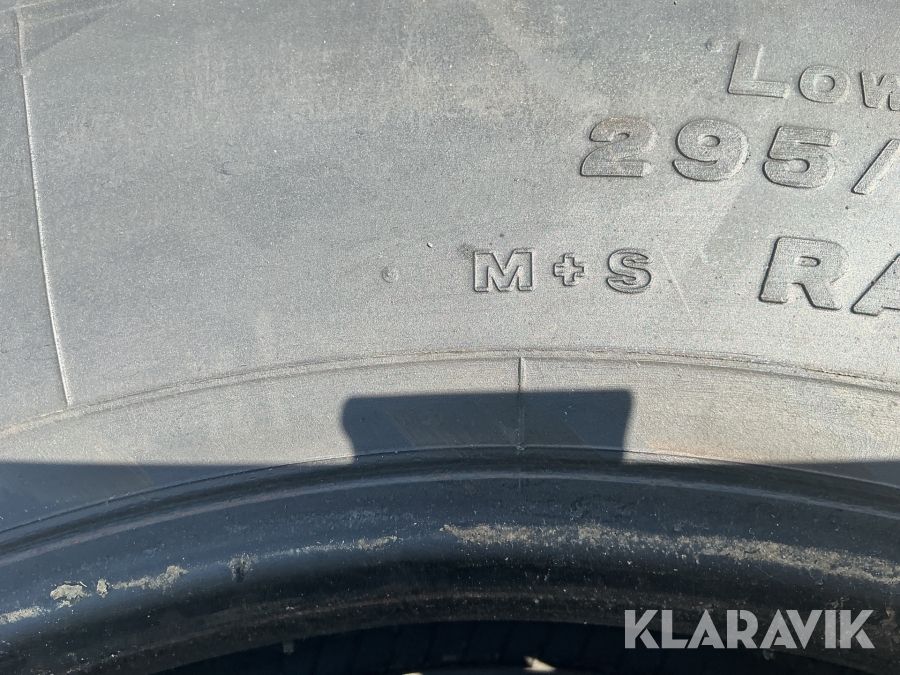 Low
295/
M+S RA
KLARAVIK